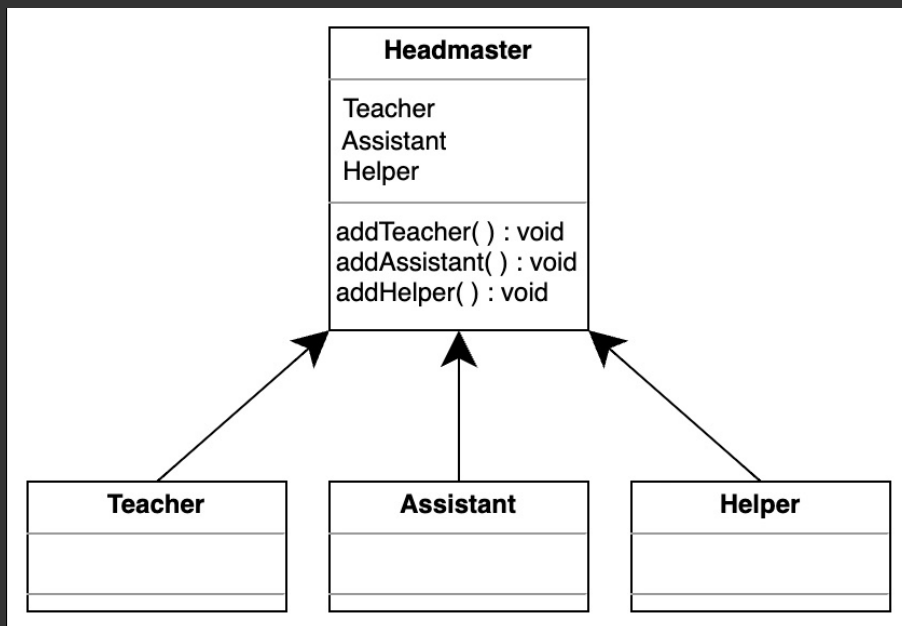 Headmaster
Teacher
Assistant
Helper
addTeacher( ) : void
addAssistant( ) : void
addHelper( ) : void
Teacher
Assistant
Helper